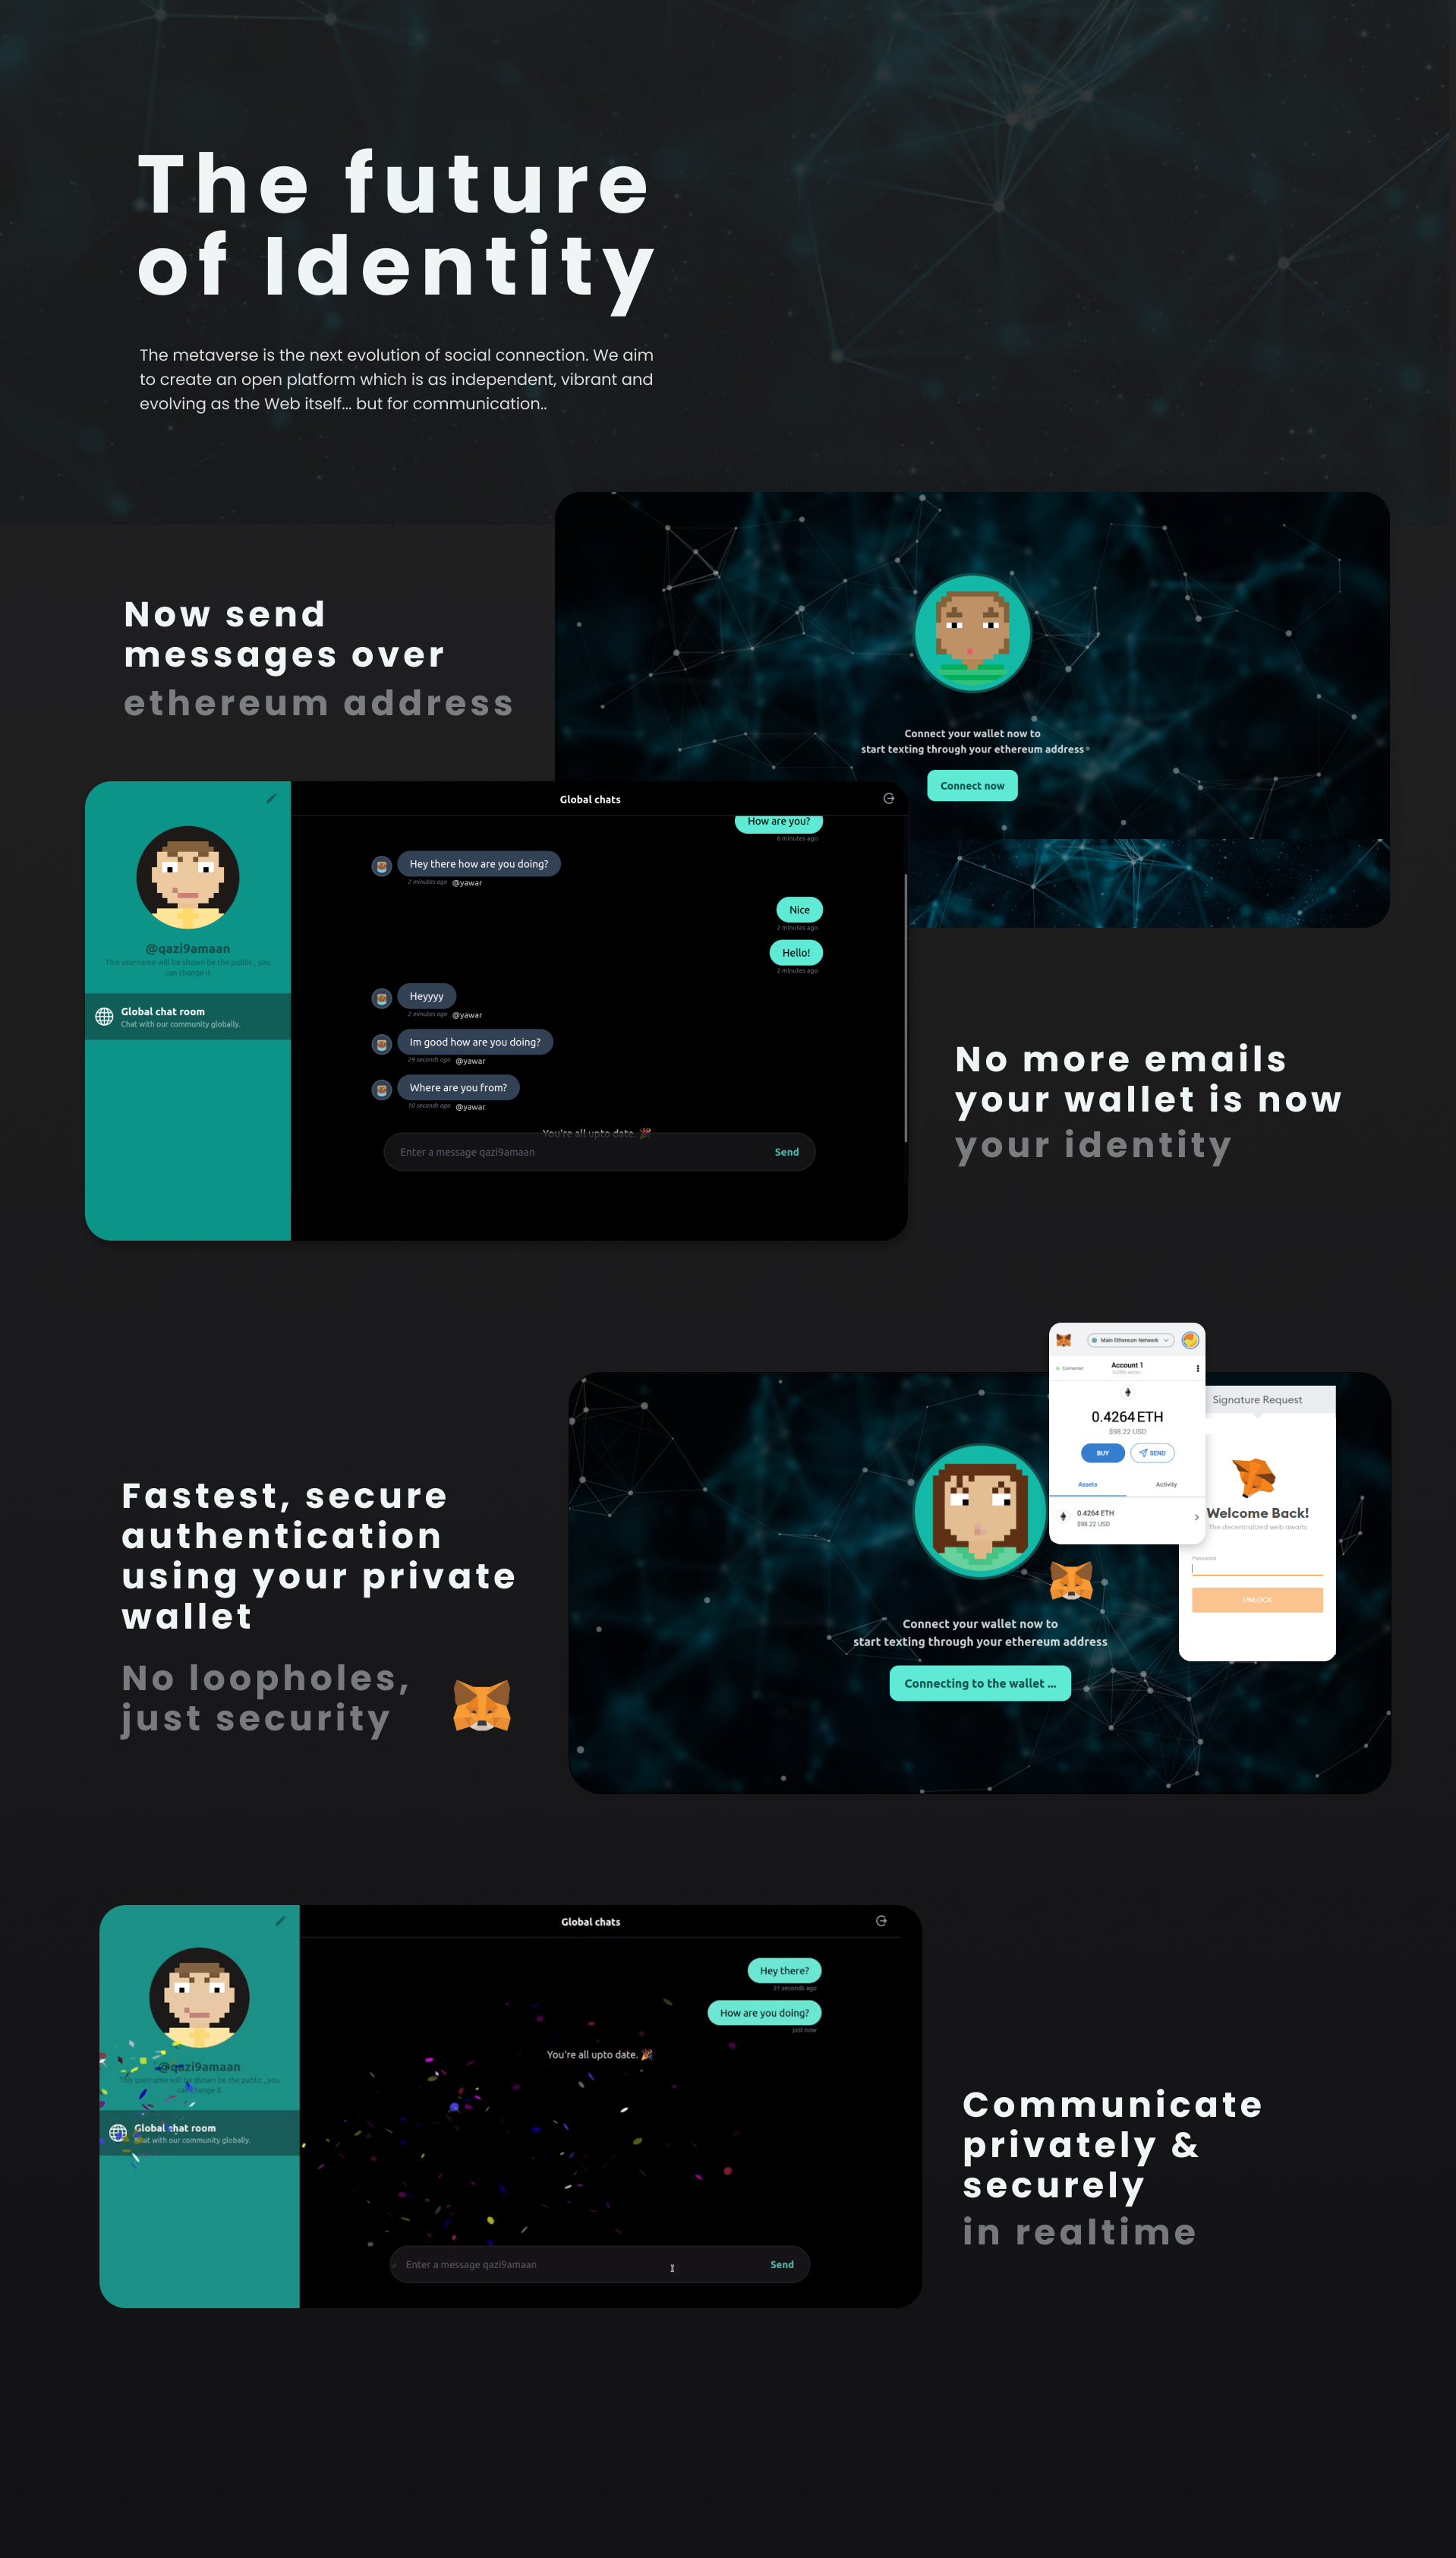 The future
of Identity
The metaverse is the next evolution of social connection. We aim
to create an open platform which is as independent, vibrant and
evolving as the Web itself... but for communication..
Now send
messages over
ethereum address
Connect your wallet now to
start texting through your ethereum address
Connect now
Global chats
How are you?
6 minutes ago
Hey there how are you doing?
2 minutes ago @yawar
Nice
2 minutes ago
Hello!
2 minutes ago
Heyyyy
2 minutes ago @yawar
Im good how are you doing?
29 seconds ago @yawar
Where are you from?
10 seconds ago @yawar
You're all upto date. 🎉
Enter a message qazi9amaan
Send
@qazi9amaan
This username will be shown be the public , you
can change it
Global chat room
Chat with our community globally.
No more emails
your wallet is now
your identity
Fastest, secure
authentication
using your private
wallet
No loopholes,
just security
Main Ethereum Network
Connected
Account 1
0.4264 ETH
$98.22 USD
BUY
SEND
Assets
Activity
0.4264 ETH
$98.22 USD
Signature Request
Welcome Back!
The decentralized web awaits
Password
UNLOCK
Connect your wallet now to
start texting through your ethereum address
Connecting to the wallet ...
Global chats
Hey there?
31 seconds ago
How are you doing?
just now
You're all upto date. 🎉
Enter a message qazi9amaan
Send
@qazi9amaan
This username will be shown be the public , you
can change it
Global chat room
Chat with our community globally.
Communicate
privately &
securely
in realtime